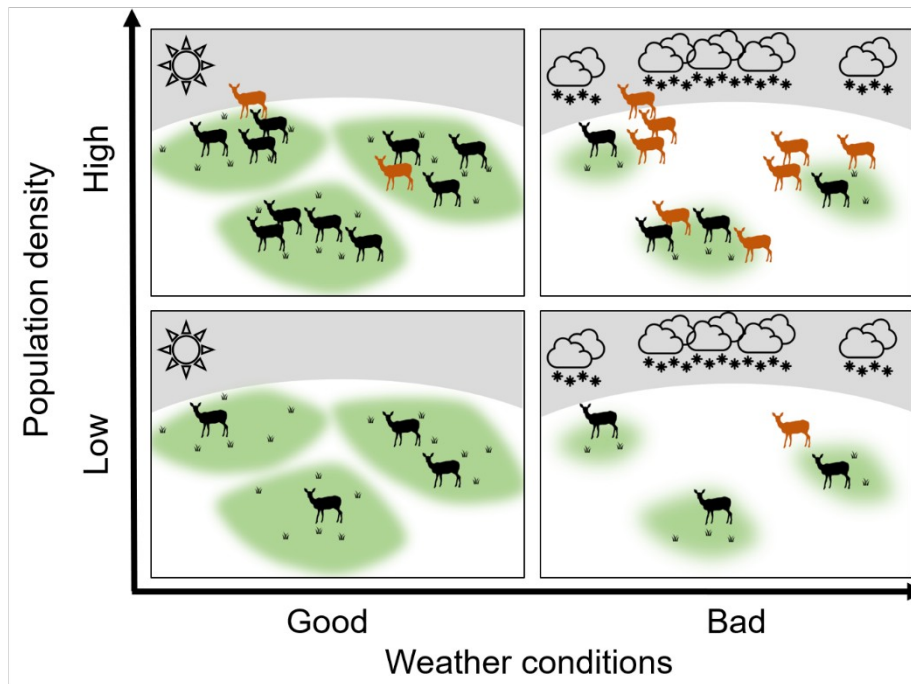 Population density
High
Low
Good
Bad
Weather conditions